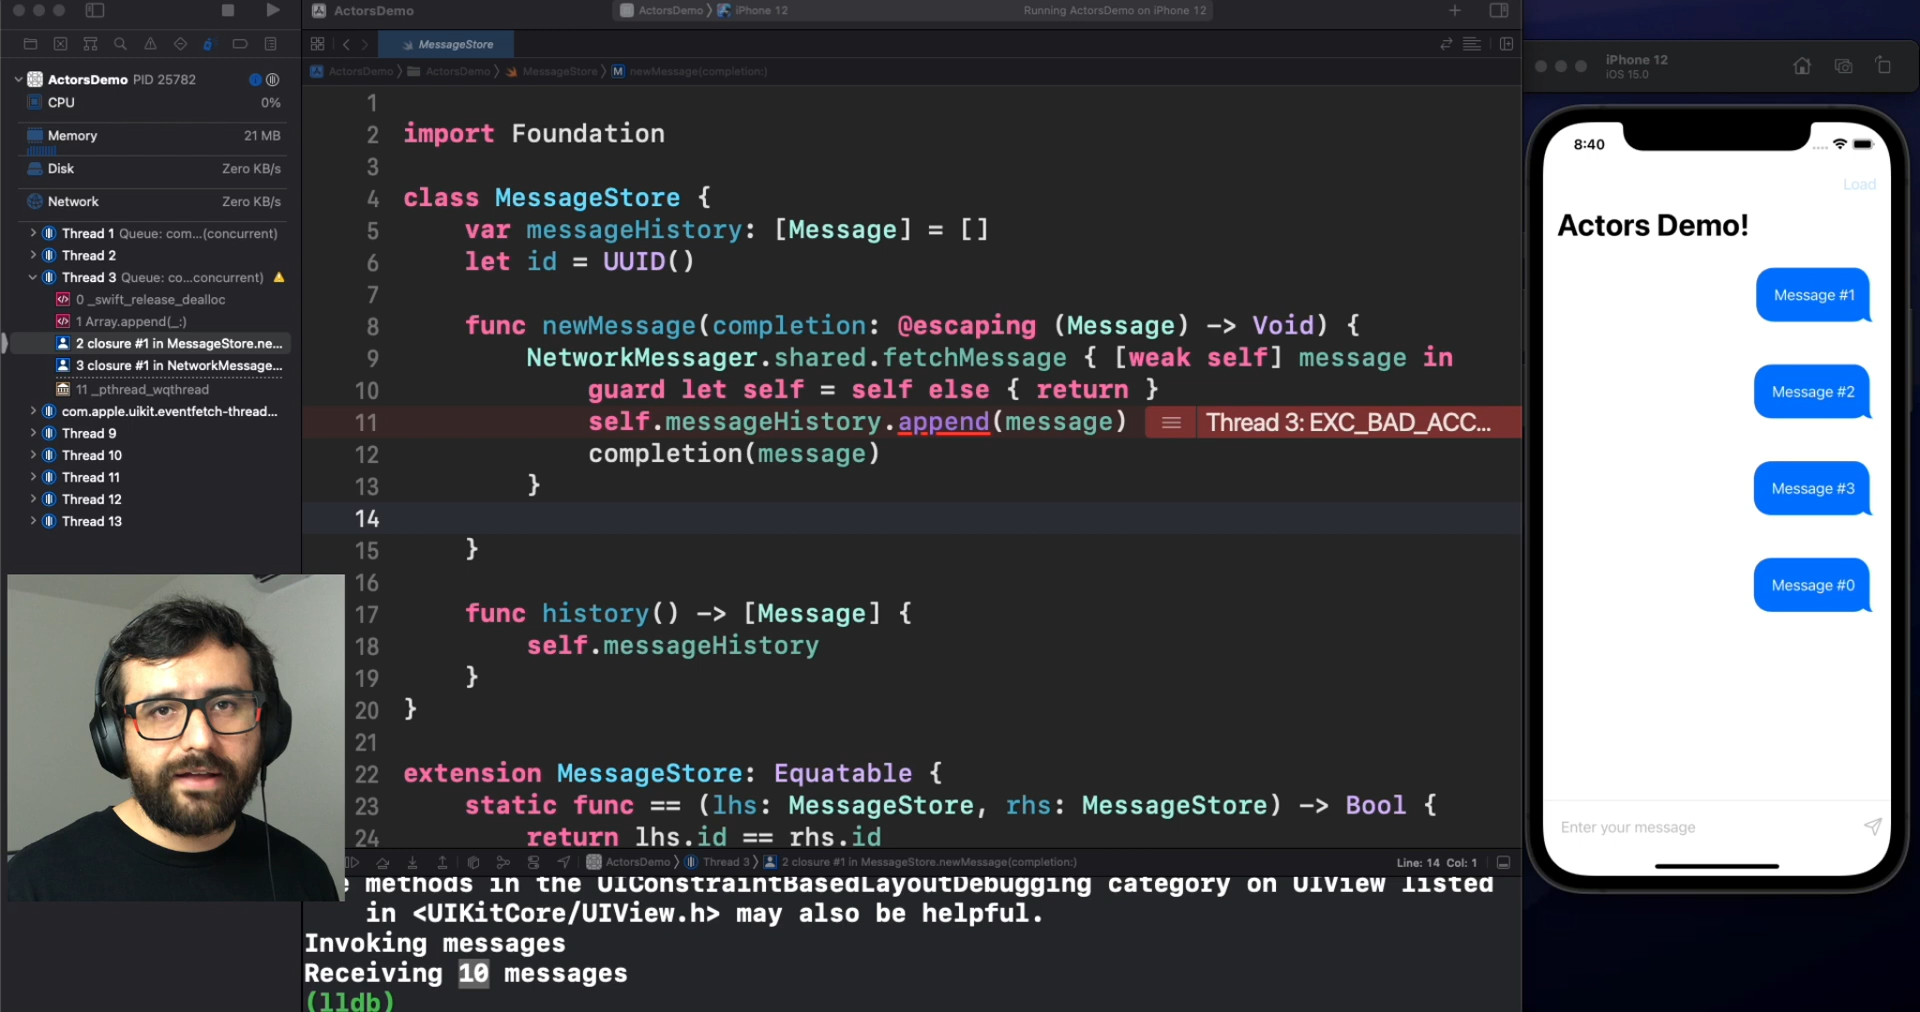 ActorsDemo
ActorsDemo
iPhone 12
Running ActorsDemo on iPhone 12
MessageStore
ActorsDemo
ActorsDemo
MessageStore
M
newMessage(completion:)
ActorsDemo PID 25782
CPU 0%
Memory 21 MB
Disk Zero KB/s
Network Zero KB/s
Thread 1 Queue: com...(concurrent)
Thread 2
Thread 3 Queue: co...concurrent)
0 _swift_release_dealloc
1 Array.append(_:)
2 closure #1 in MessageStore.ne...
3 closure #1 in NetworkMessage...
11 _pthread_wqthread
com.apple.uikit.eventfetch-thread...
Thread 9
Thread 10
Thread 11
Thread 12
Thread 13
1
2 import Foundation
3
4 class MessageStore {
5 var messageHistory: [Message] = []
6 let id = UUID()
7
8 func newMessage(completion: @escaping (Message) -> Void) {
9 NetworkMessager.shared.fetchMessage { [weak self] message in
10 guard let self = self else { return }
11 self.messageHistory.append(message) Thread 3: EXC_BAD_ACC...
12 completion(message)
13 }
14
15 }
16
17 func history() -> [Message] {
18 self.messageHistory
19 }
20 }
21
22 extension MessageStore: Equatable {
23 static func == (lhs: MessageStore, rhs: MessageStore) -> Bool {
24 return lhs.id == rhs.id
ActorsDemo
Thread 3
2 closure #1 in MessageStore.newMessage(completion:)
Line: 14 Col: 1
methods in the UIConstraintBasedLayoutDebugging category on UIView listed
in <UIKitCore/UIView.h> may also be helpful.
Invoking messages
Receiving 10 messages
(lldb)
iPhone 12
iOS 15.0
8:40
Load
Actors Demo!
Message #1
Message #2
Message #3
Message #0
Enter your message